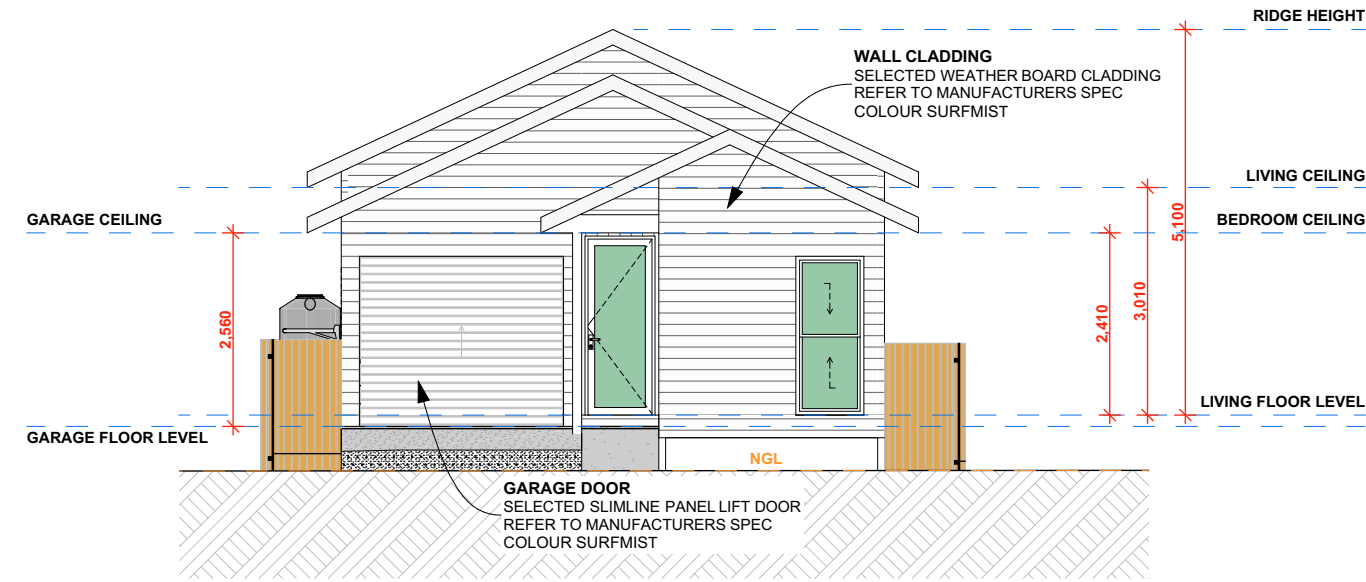 RIDGE HEIGHT
WALL CLADDING
SELECTED WEATHER BOARD CLADDING
REFER TO MANUFACTURERS SPEC
COLOUR SURFMIST
LIVING CEILING
GARAGE CEILING
BEDROOM CEILING
5,100
3,010
2,410
2,560
LIVING FLOOR LEVEL
GARAGE FLOOR LEVEL
NGL
GARAGE DOOR
SELECTED SLIMLINE PANEL LIFT DOOR
REFER TO MANUFACTURERS SPEC
COLOUR SURFMIST